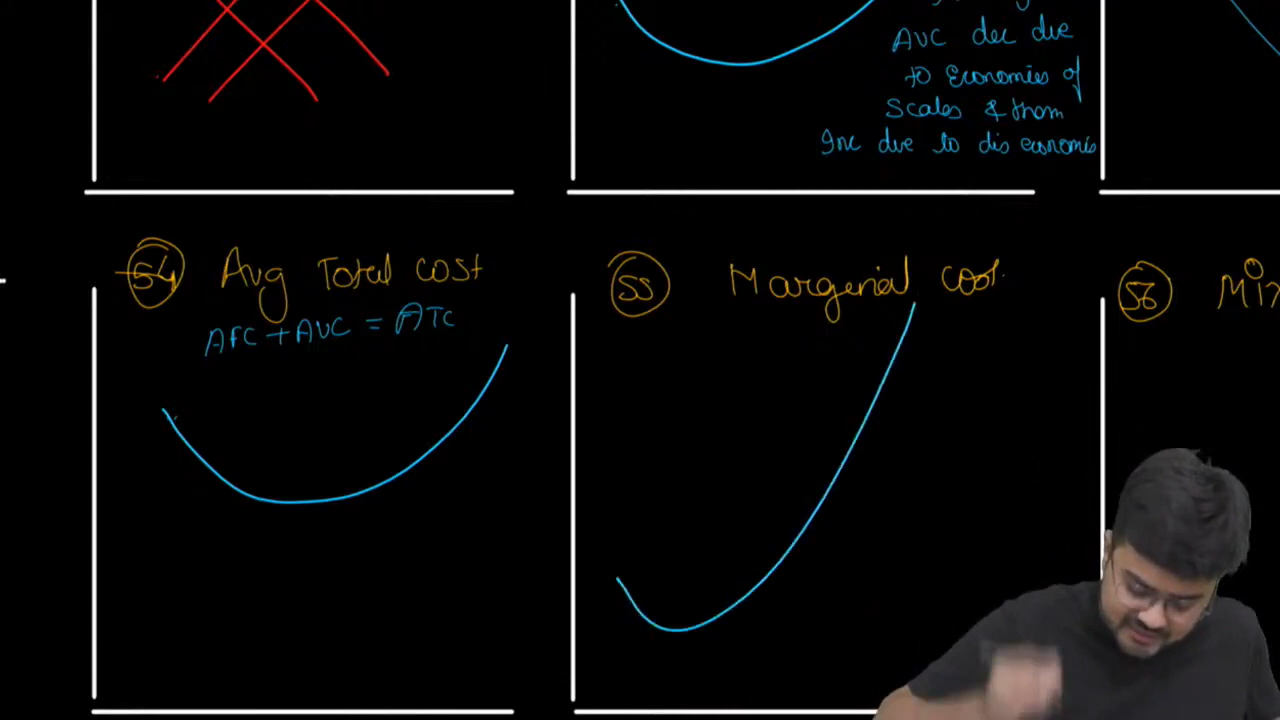 AVC dec due
to Economies of
Scales & then
Inc due to dis economis
54 Avg Total cost
AFC + AVC = ATC
55 Margenial cost
56